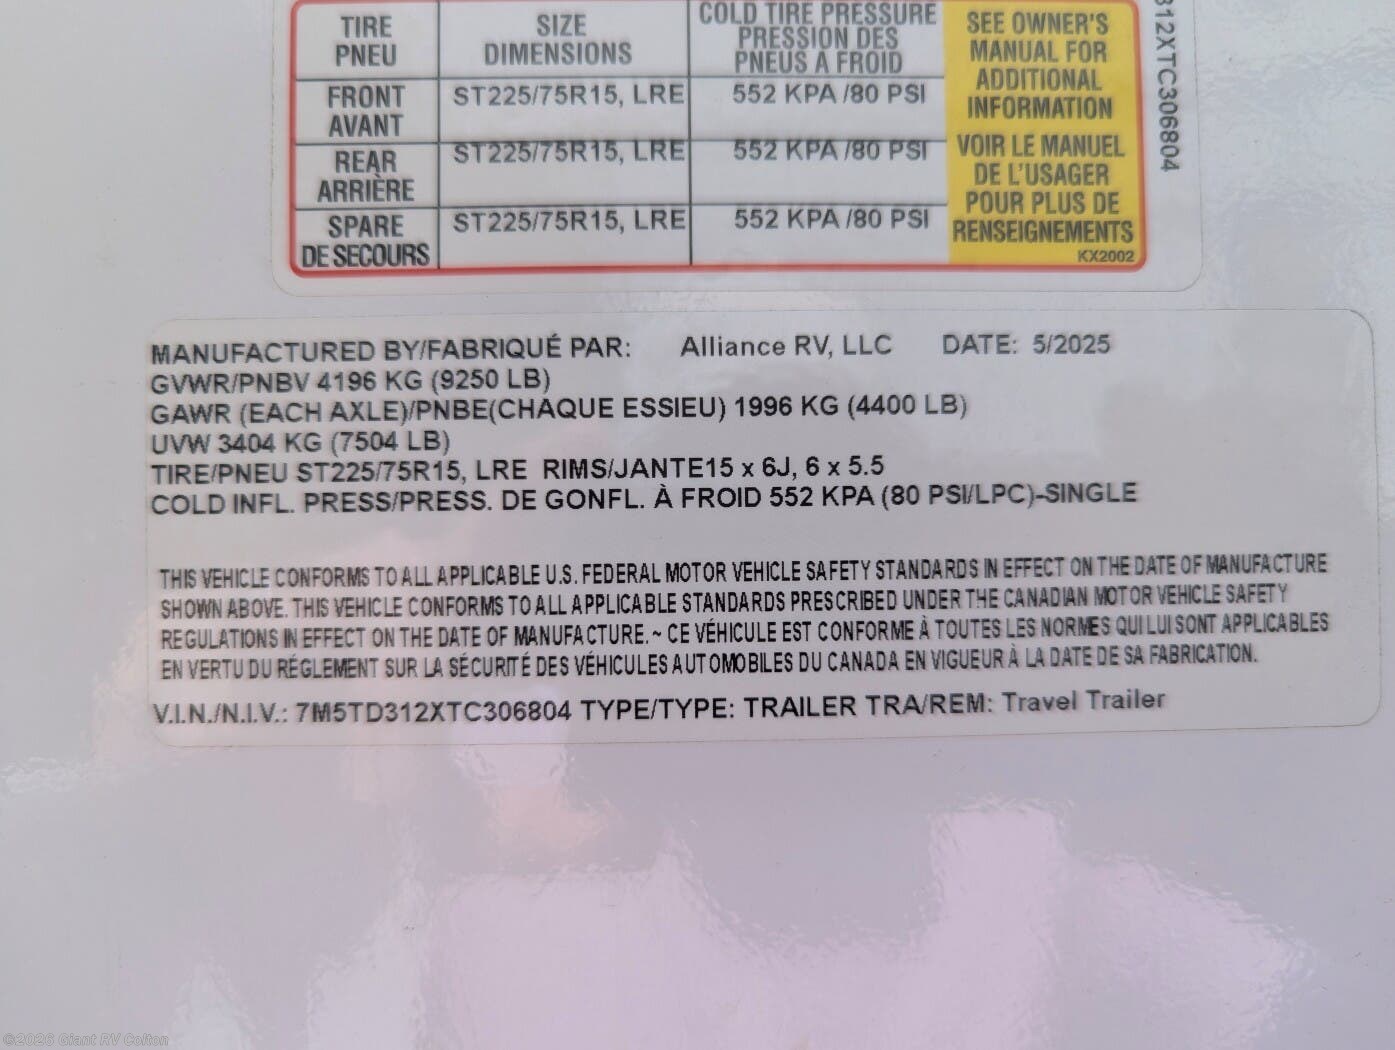 TIRE
PNEU
SIZE
DIMENSIONS
COLD TIRE PRESSURE
PRESSION DES
PNEUS A FROID
SEE OWNER'S
MANUAL FOR
ADDITIONAL
INFORMATION
VOIR LE MANUEL
DE L'USAGER
POUR PLUS DE
RENSEIGNEMENTS
KX2002
FRONT
AVANT
ST225/75R15, LRE
552 KPA /80 PSI
REAR
ARRIÈRE
ST225/75R15, LRE
552 KPA /80 PSI
SPARE
DE SECOURS
ST225/75R15, LRE
552 KPA /80 PSI
312XTC306804
MANUFACTURED BY/FABRIQUÉ PAR: Alliance RV, LLC DATE: 5/2025
GVWR/PNBV 4196 KG (9250 LB)
GAWR (EACH AXLE)/PNBE(CHAQUE ESSIEU) 1996 KG (4400 LB)
UVW 3404 KG (7504 LB)
TIRE/PNEU ST225/75R15, LRE RIMS/JANTE15 x 6J, 6 x 5.5
COLD INFL. PRESS/PRESS. DE GONFL. À FROID 552 KPA (80 PSI/LPC)-SINGLE
THIS VEHICLE CONFORMS TO ALL APPLICABLE U.S. FEDERAL MOTOR VEHICLE SAFETY STANDARDS IN EFFECT ON THE DATE OF MANUFACTURE
SHOWN ABOVE. THIS VEHICLE CONFORMS TO ALL APPLICABLE STANDARDS PRESCRIBED UNDER THE CANADIAN MOTOR VEHICLE SAFETY
REGULATIONS IN EFFECT ON THE DATE OF MANUFACTURE. ~ CE VÉHICULE EST CONFORME À TOUTES LES NORMES QUI LUI SONT APPLICABLES
EN VERTU DU RÉGLEMENT SUR LA SÉCURITÉ DES VÉHICULES AUTOMOBILES DU CANADA EN VIGUEUR À LA DATE DE SA FABRICATION.
V.I.N./N.I.V.: 7M5TD312XTC306804 TYPE/TYPE: TRAILER TRA/REM: Travel Trailer
©2026 Giant RV Colton